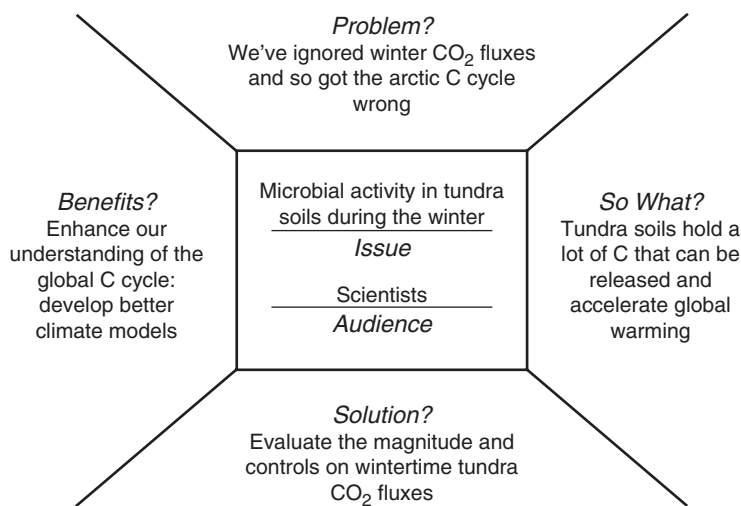 Problem?
We've ignored winter CO2 fluxes
and so got the arctic C cycle
wrong
Benefits?
Enhance our
understanding of the
global C cycle:
develop better
climate models
Microbial activity in tundra
soils during the winter
Issue
Scientists
Audience
So What?
Tundra soils hold a
lot of C that can be
released and
accelerate global
warming
Solution?
Evaluate the magnitude and
controls on wintertime tundra
CO2 fluxes